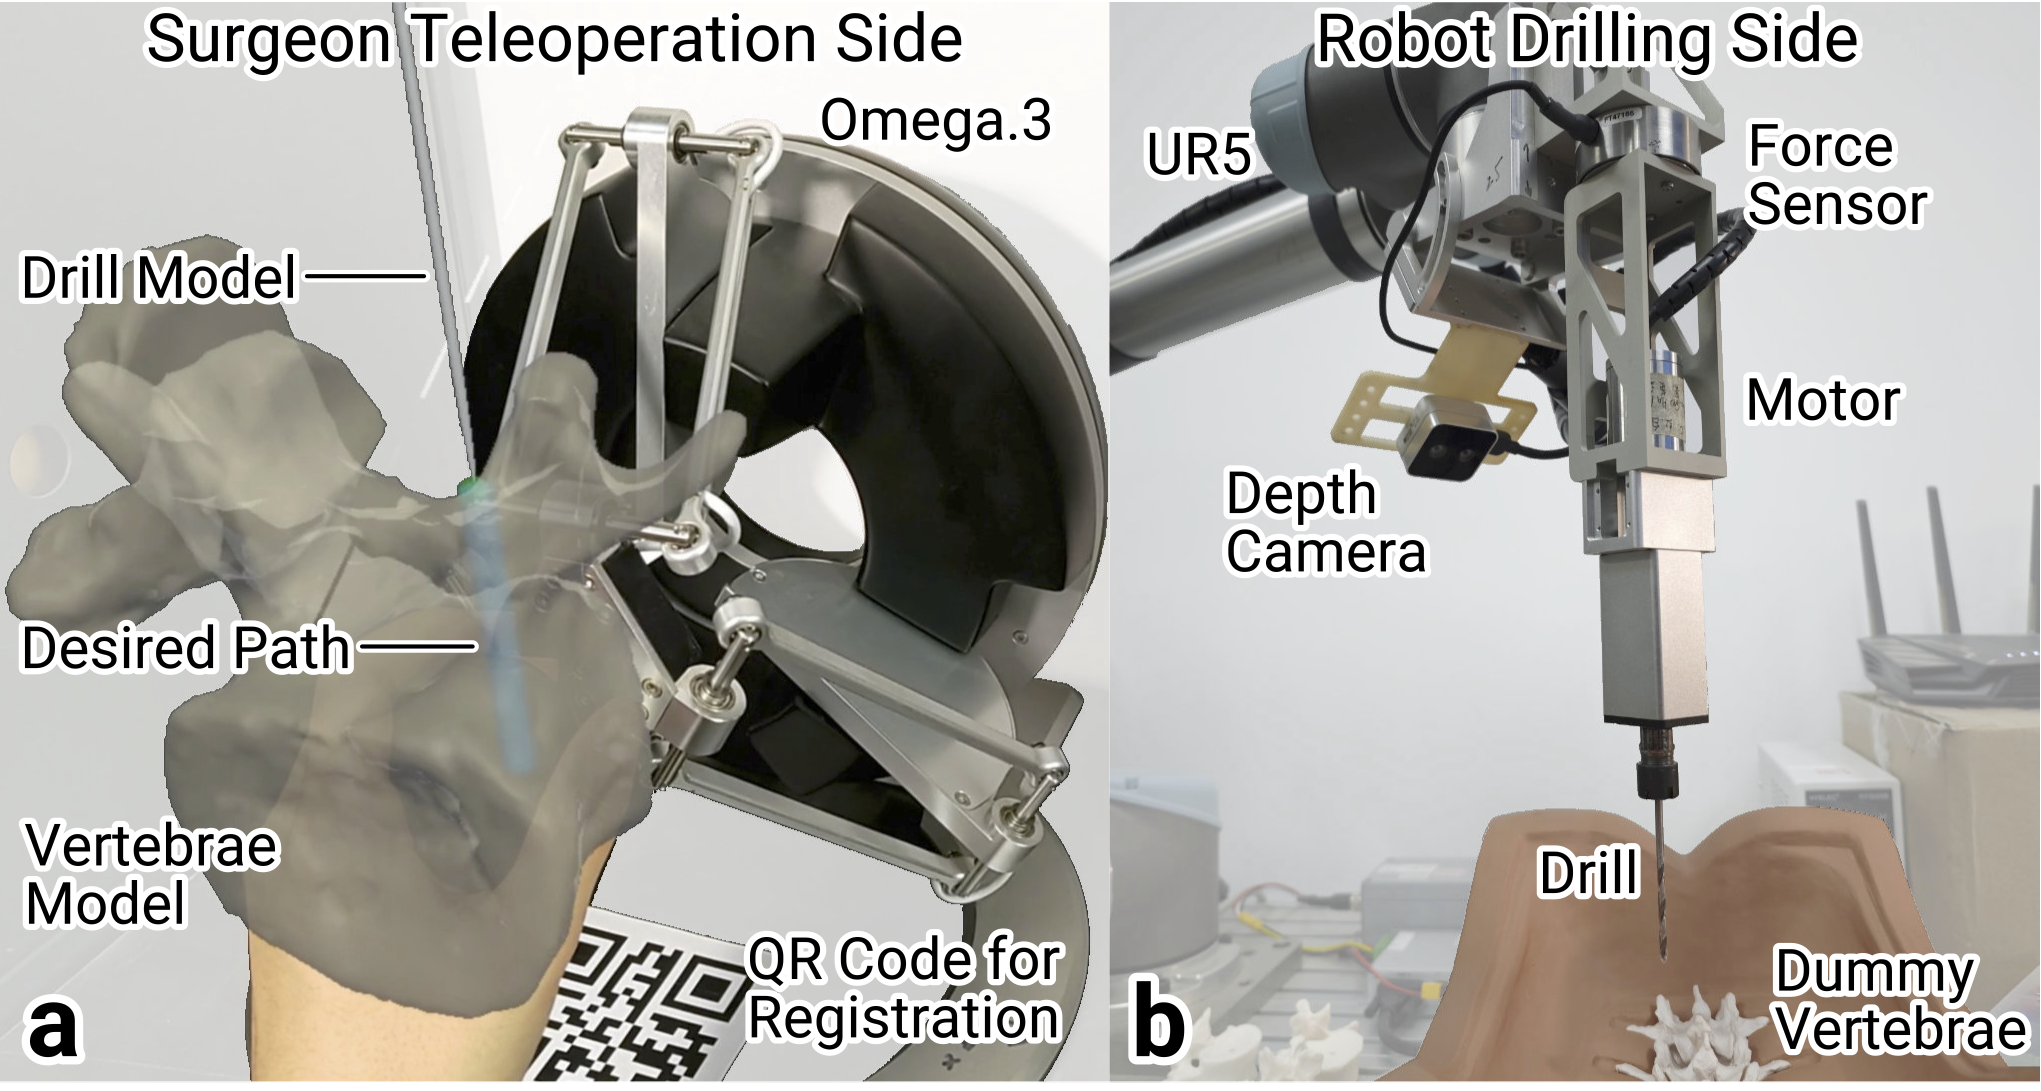 Surgeon Teleoperation Side
Omega.3
Drill Model
Desired Path
Vertebrae
Model
QR Code for
Registration
a
Robot Drilling Side
UR5
Force
Sensor
Motor
Depth
Camera
Drill
Dummy
Vertebrae
b